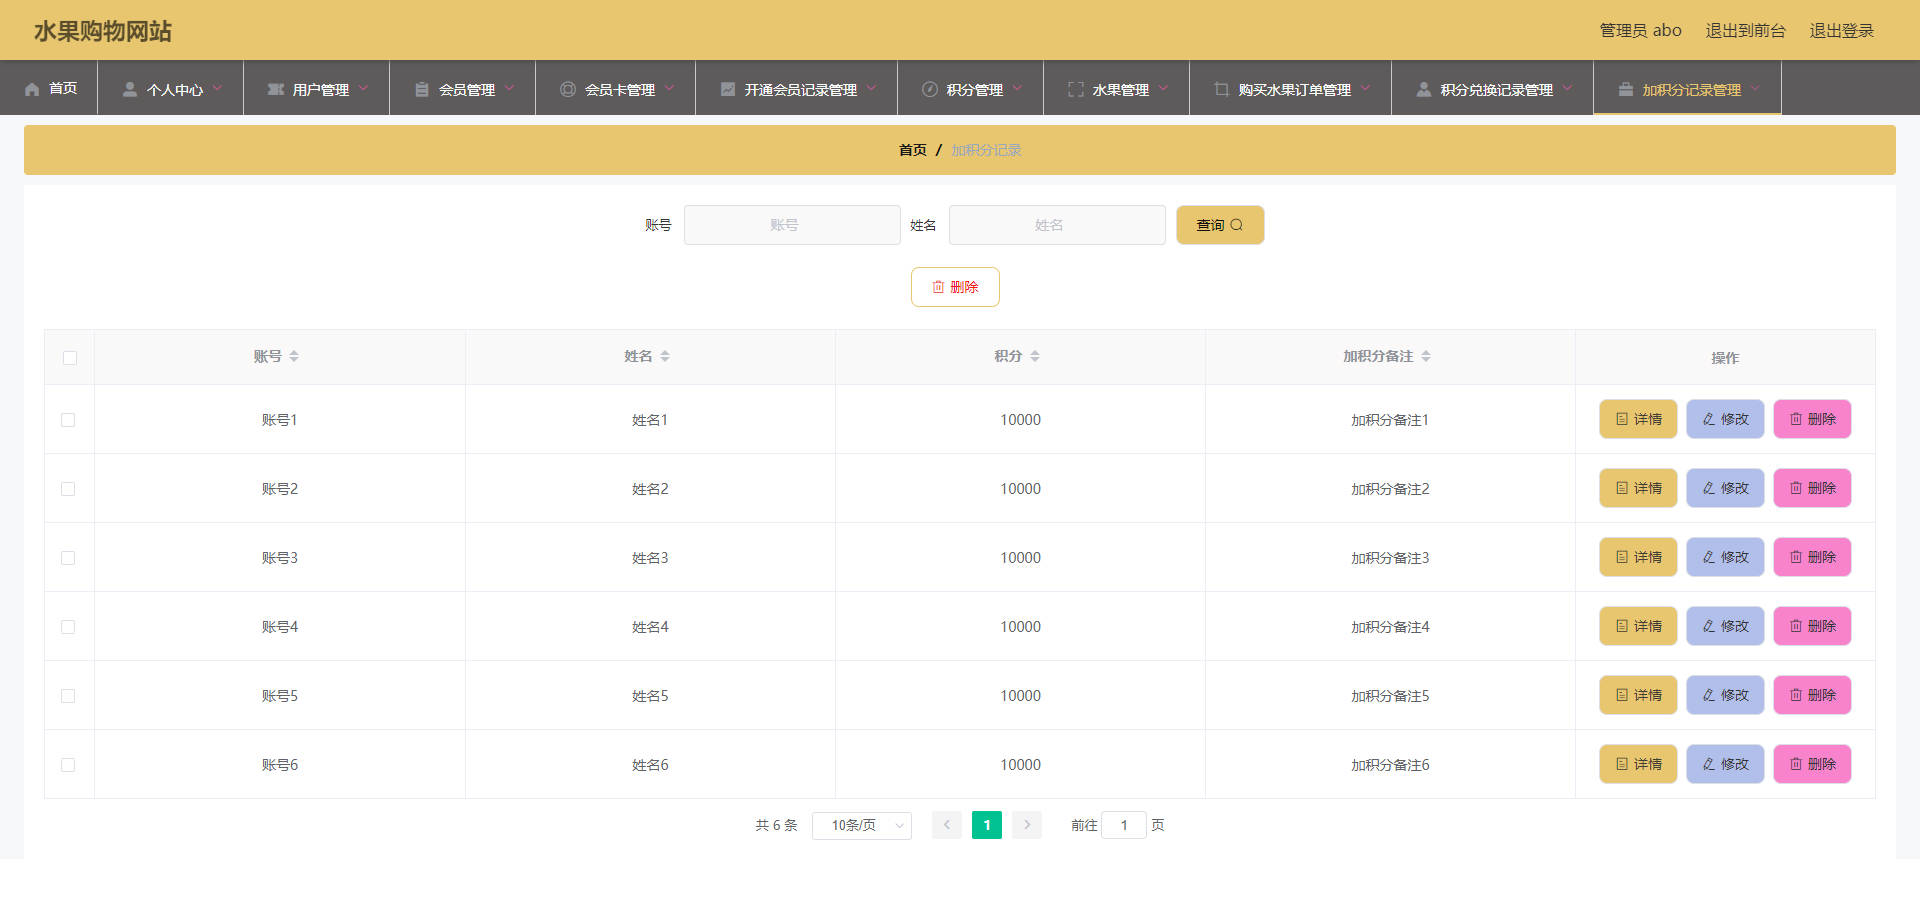 水果购物网站 管理员 abo 退出到前台 退出登录
首页 个人中心 用户管理 会员管理 会员卡管理 开通会员记录管理 积分管理 水果管理 购买水果订单管理 积分兑换记录管理 加积分记录管理
首页 / 加积分记录
账号 账号 姓名 姓名 查询
删除
账号 姓名 积分 加积分备注 操作
账号1 姓名1 10000 加积分备注1 详情 修改 删除
账号2 姓名2 10000 加积分备注2 详情 修改 删除
账号3 姓名3 10000 加积分备注3 详情 修改 删除
账号4 姓名4 10000 加积分备注4 详情 修改 删除
账号5 姓名5 10000 加积分备注5 详情 修改 删除
账号6 姓名6 10000 加积分备注6 详情 修改 删除
共 6 条 10条/页 1 前往 1 页